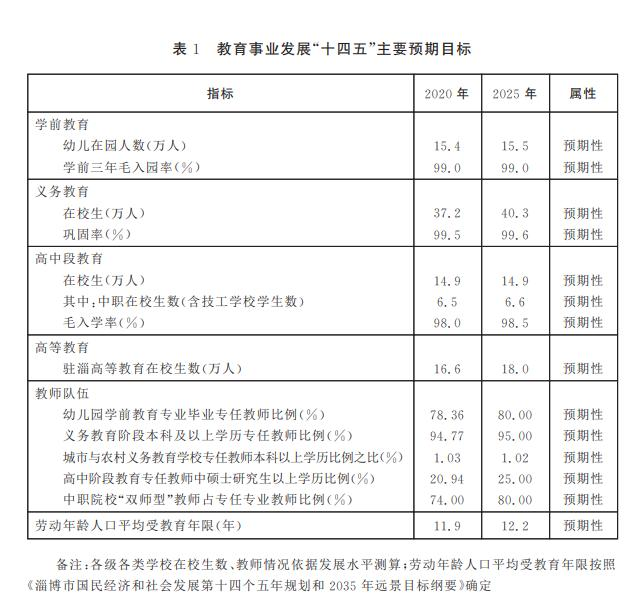 表 1 教育事业发展“十四五”主要预期目标
指标 2020 年 2025 年 属性
学前教育
幼儿在园人数(万人) 15.4 15.5 预期性
学前三年毛入园率(%) 99.0 99.0 预期性
义务教育
在校生(万人) 37.2 40.3 预期性
巩固率(%) 99.5 99.6 预期性
高中段教育
在校生(万人) 14.9 14.9 预期性
其中:中职在校生数(含技工学校学生数) 6.5 6.6 预期性
毛入学率(%) 98.0 98.5 预期性
高等教育
驻淄高等教育在校生数(万人) 16.6 18.0 预期性
教师队伍
幼儿园学前教育专业毕业专任教师比例(%) 78.36 80.00 预期性
义务教育阶段本科及以上学历专任教师比例(%) 94.77 95.00 预期性
城市与农村义务教育学校专任教师本科以上学历比例之比(%) 1.03 1.02 预期性
高中阶段教育专任教师中硕士研究生以上学历比例(%) 20.94 25.00 预期性
中职院校“双师型”教师占专任专业教师比例(%) 74.00 80.00 预期性
劳动年龄人口平均受教育年限(年) 11.9 12.2 预期性
备注:各级各类学校在校生数、教师情况依据发展水平测算;劳动年龄人口平均受教育年限按照
《淄博市国民经济和社会发展第十四个五年规划和 2035 年远景目标纲要》确定